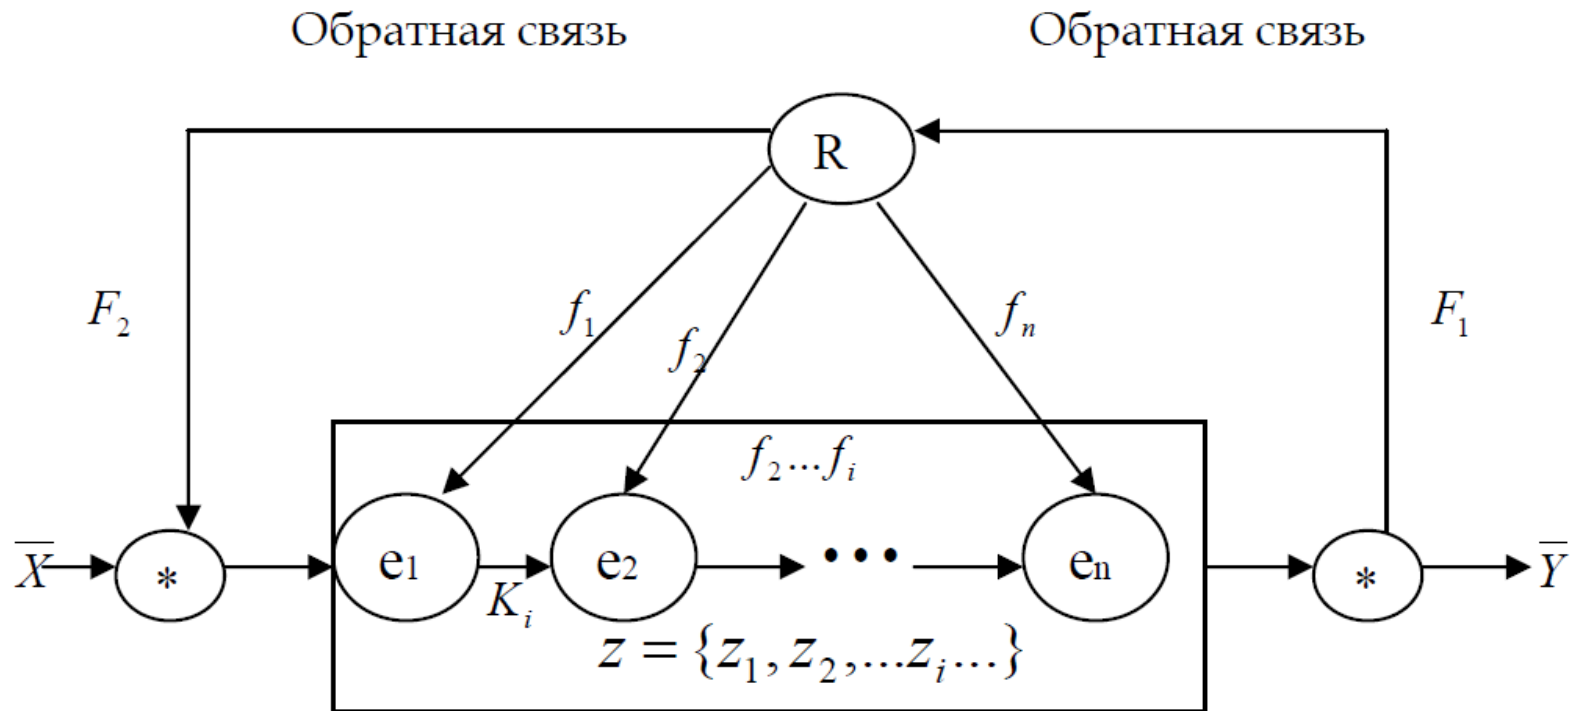 Обратная связь Обратная связь
R
F₂ f₁ f₂ fₙ F₁
f₂...fᵢ
X̅ * e₁ Kᵢ e₂ ••• eₙ * Y̅
z = {z₁, z₂,...zᵢ...}